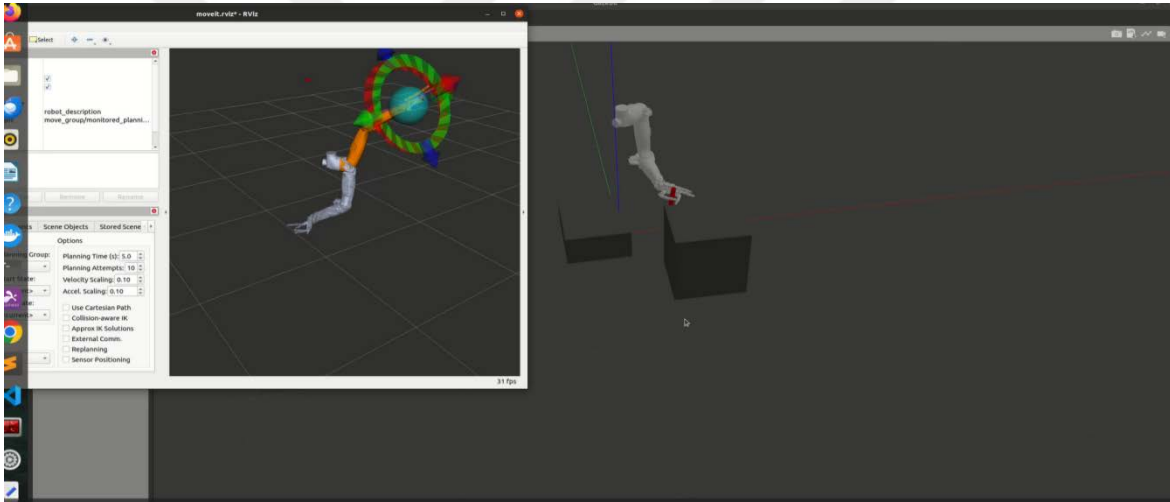 moveit.rviz* - RViz
Select
robot_description
move_group/monitored_planni...
Remove Rename
Scene Objects Stored Scene
Options
Planning Time (s): 5.0
Planning Attempts: 10
Velocity Scaling: 0.10
Accel. Scaling: 0.10
Use Cartesian Path
Collision-aware IK
Approx IK Solutions
External Comm.
Replanning
Sensor Positioning
31 fps